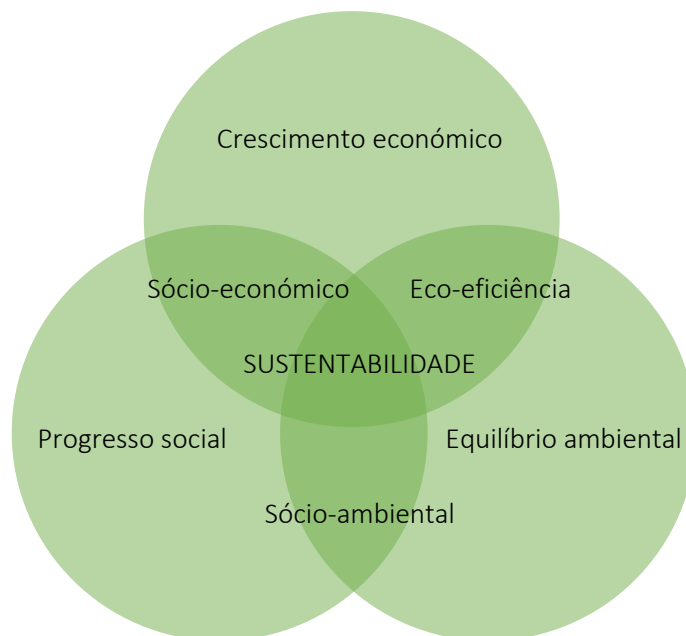 Crescimento económico
Sócio-económico
Eco-eficiência
SUSTENTABILIDADE
Progresso social
Equilíbrio ambiental
Sócio-ambiental